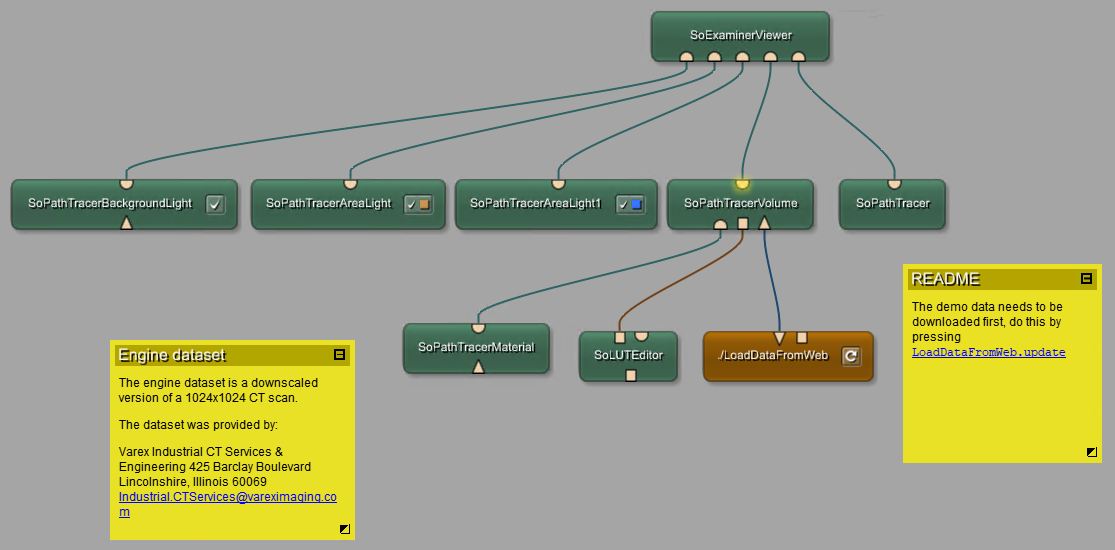 SoExaminerViewer
SoPathTracerBackgroundLight
SoPathTracerAreaLight
SoPathTracerAreaLight1
SoPathTracerVolume
SoPathTracer
SoPathTracerMaterial
SoLUTEditor
./LoadDataFromWeb
README
The demo data needs to be
downloaded first, do this by
pressing
LoadDataFromWeb.update
Engine dataset
The engine dataset is a downscaled
version of a 1024x1024 CT scan.
The dataset was provided by:
Varex Industrial CT Services &
Engineering 425 Barclay Boulevard
Lincolnshire, Illinois 60069
Industrial.CTServices@vareximaging.co
m